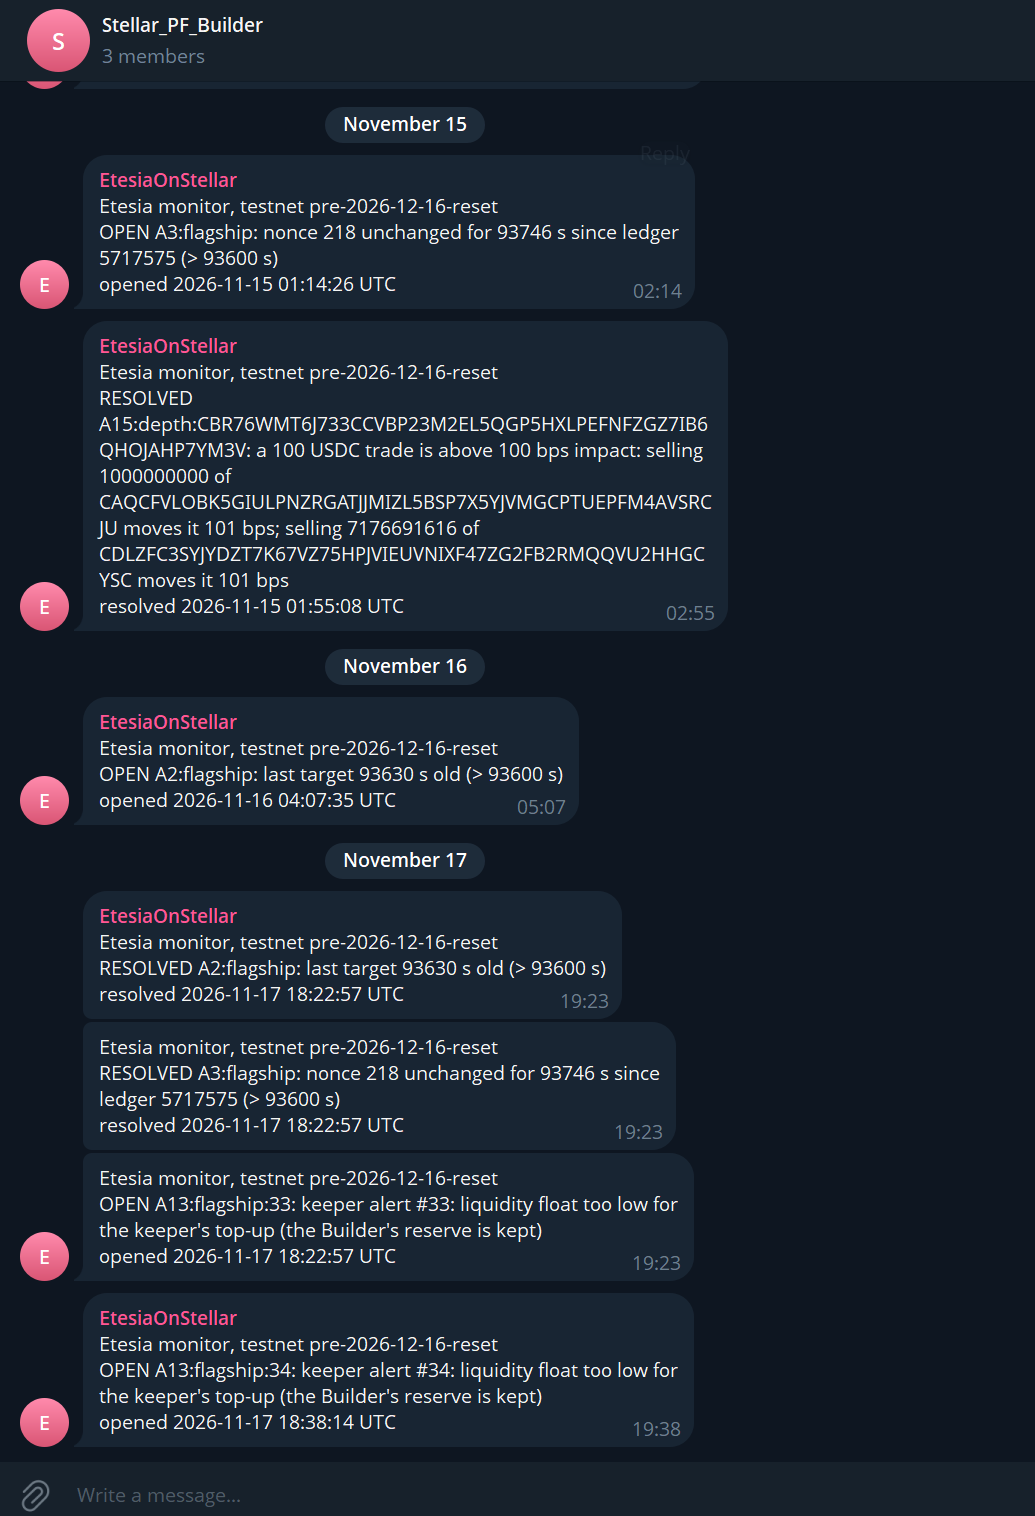 S
Stellar_PF_Builder
3 members
November 15
Reply
EtesiaOnStellar
Etesia monitor, testnet pre-2026-12-16-reset
OPEN A3:flagship: nonce 218 unchanged for 93746 s since ledger
5717575 (> 93600 s)
opened 2026-11-15 01:14:26 UTC
02:14
E
EtesiaOnStellar
Etesia monitor, testnet pre-2026-12-16-reset
RESOLVED
A15:depth:CBR76WMT6J733CCVBP23M2EL5QGP5HXLPEFNFZGZ7IB6
QHOJAHP7YM3V: a 100 USDC trade is above 100 bps impact: selling
1000000000 of
CAQCFVLOBK5GIULPNZRGATJJMIZL5BSP7X5YJVMGCPTUEPFM4AVSRC
JU moves it 101 bps; selling 7176691616 of
CDLZFC3SYJYDZT7K67VZ75HPJVIEUVNIXF47ZG2FB2RMQQVU2HHGC
YSC moves it 101 bps
resolved 2026-11-15 01:55:08 UTC
02:55
E
November 16
EtesiaOnStellar
Etesia monitor, testnet pre-2026-12-16-reset
OPEN A2:flagship: last target 93630 s old (> 93600 s)
opened 2026-11-16 04:07:35 UTC
05:07
E
November 17
EtesiaOnStellar
Etesia monitor, testnet pre-2026-12-16-reset
RESOLVED A2:flagship: last target 93630 s old (> 93600 s)
resolved 2026-11-17 18:22:57 UTC
19:23
Etesia monitor, testnet pre-2026-12-16-reset
RESOLVED A3:flagship: nonce 218 unchanged for 93746 s since
ledger 5717575 (> 93600 s)
resolved 2026-11-17 18:22:57 UTC
19:23
Etesia monitor, testnet pre-2026-12-16-reset
OPEN A13:flagship:33: keeper alert #33: liquidity float too low for
the keeper's top-up (the Builder's reserve is kept)
opened 2026-11-17 18:22:57 UTC
19:23
E
EtesiaOnStellar
Etesia monitor, testnet pre-2026-12-16-reset
OPEN A13:flagship:34: keeper alert #34: liquidity float too low for
the keeper's top-up (the Builder's reserve is kept)
opened 2026-11-17 18:38:14 UTC
19:38
E
Write a message...